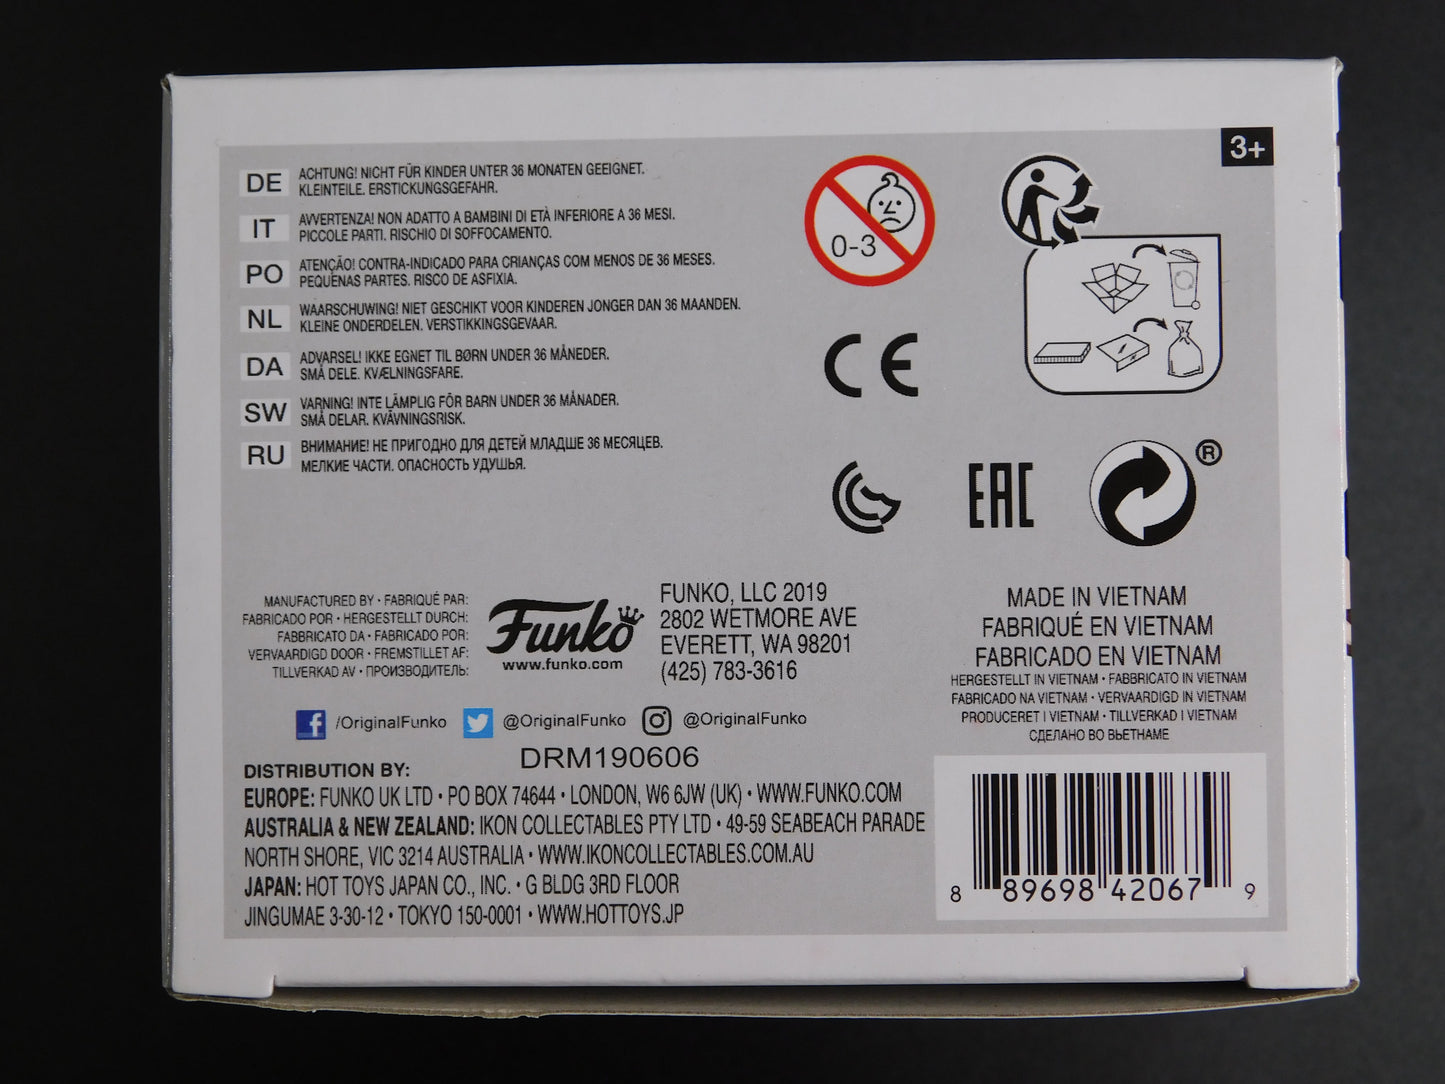 3+
DE
ACHTUNG! NICHT FÜR KINDER UNTER 36 MONATEN GEEIGNET.
KLEINTEILE. ERSTICKUNGSGEFAHR.
IT
AVVERTENZA! NON ADATTO A BAMBINI DI ETÀ INFERIORE A 36 MESI.
PICCOLE PARTI. RISCHIO DI SOFFOCAMENTO.
PO
ATENÇÃO! CONTRA-INDICADO PARA CRIANÇAS COM MENOS DE 36 MESES.
PEQUENAS PARTES. RISCO DE ASFIXIA.
NL
WAARSCHUWING! NIET GESCHIKT VOOR KINDEREN JONGER DAN 36 MAANDEN.
KLEINE ONDERDELEN. VERSTIKKINGSGEVAAR.
DA
ADVARSEL! IKKE EGNET TIL BØRN UNDER 36 MÅNEDER.
SMÅ DELE. KVÆLNINGSFARE.
SW
VARNING! INTE LÄMPLIG FÖR BARN UNDER 36 MÅNADER.
SMÅ DELAR. KVÄVNINGSRISK.
RU
ВНИМАНИЕ! НЕ ПРИГОДНО ДЛЯ ДЕТЕЙ МЛАДШЕ 36 МЕСЯЦЕВ.
МЕЛКИЕ ЧАСТИ. ОПАСНОСТЬ УДУШЬЯ.
0-3
CE
EAC
®
MANUFACTURED BY • FABRIQUÉ PAR:
FABRICADO POR • HERGESTELLT DURCH:
FABBRICATO DA • FABRICADO POR:
VERVAARDIGD DOOR • FREMSTILLET AF:
TILLVERKAD AV • ПРОИЗВОДИТЕЛЬ:
Funko
www.funko.com
FUNKO, LLC 2019
2802 WETMORE AVE
EVERETT, WA 98201
(425) 783-3616
MADE IN VIETNAM
FABRIQUÉ EN VIETNAM
FABRICADO EN VIETNAM
HERGESTELLT IN VIETNAM • FABBRICATO IN VIETNAM
FABRICADO NA VIETNAM • VERVAARDIGD IN VIETNAM
PRODUCERET I VIETNAM • TILLVERKAD I VIETNAM
СДЕЛАНО ВО ВЬЕТНАМЕ
/OriginalFunko @OriginalFunko @OriginalFunko
DRM190606
DISTRIBUTION BY:
EUROPE: FUNKO UK LTD • PO BOX 74644 • LONDON, W6 6JW (UK) • WWW.FUNKO.COM
AUSTRALIA & NEW ZEALAND: IKON COLLECTABLES PTY LTD • 49-59 SEABEACH PARADE
NORTH SHORE, VIC 3214 AUSTRALIA • WWW.IKONCOLLECTABLES.COM.AU
JAPAN: HOT TOYS JAPAN CO., INC. • G BLDG 3RD FLOOR
JINGUMAE 3-30-12 • TOKYO 150-0001 • WWW.HOTTOYS.JP
8 89698 42067 9